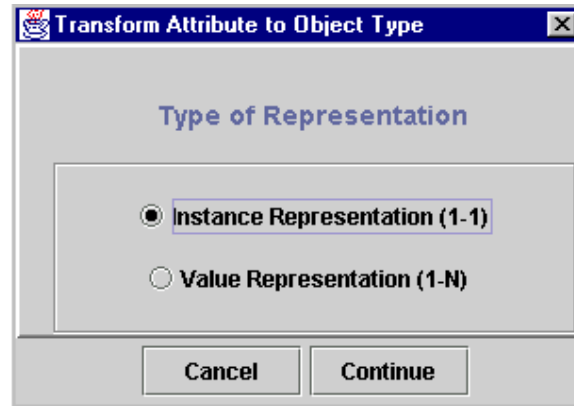 Transform Attribute to Object Type
Type of Representation
Instance Representation (1-1)
Value Representation (1-N)
Cancel Continue